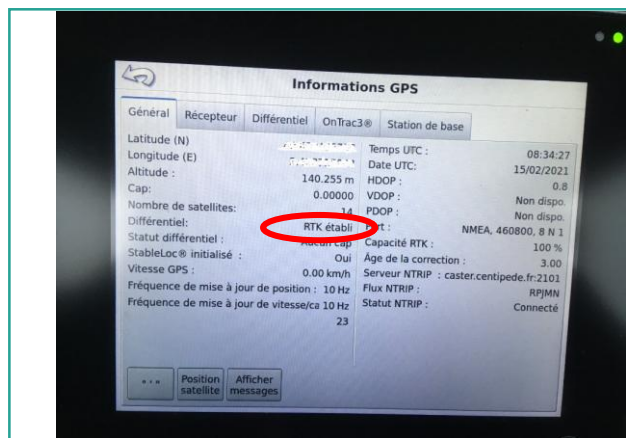 Informations GPS
Général
Récepteur
Différentiel
OnTrac3®
Station de base
Latitude (N)
Longitude (E)
Altitude : 140.255 m
Cap: 0.00000
Nombre de satellites: 14
Différentiel: RTK établi
Statut différentiel : Aucun cap
StableLoc® initialisé : Oui
Vitesse GPS : 0.00 km/h
Fréquence de mise à jour de position : 10 Hz
Fréquence de mise à jour de vitesse/ca 10 Hz
23
Temps UTC : 08:34:27
Date UTC: 15/02/2021
HDOP : 0.8
VDOP : Non dispo.
PDOP : Non dispo.
NMEA, 460800, 8 N 1
Capacité RTK : 100 %
Âge de la correction : 3.00
Serveur NTRIP : caster.centipede.fr:2101
Flux NTRIP : RPJMN
Statut NTRIP : Connecté
Position satellite
Afficher messages